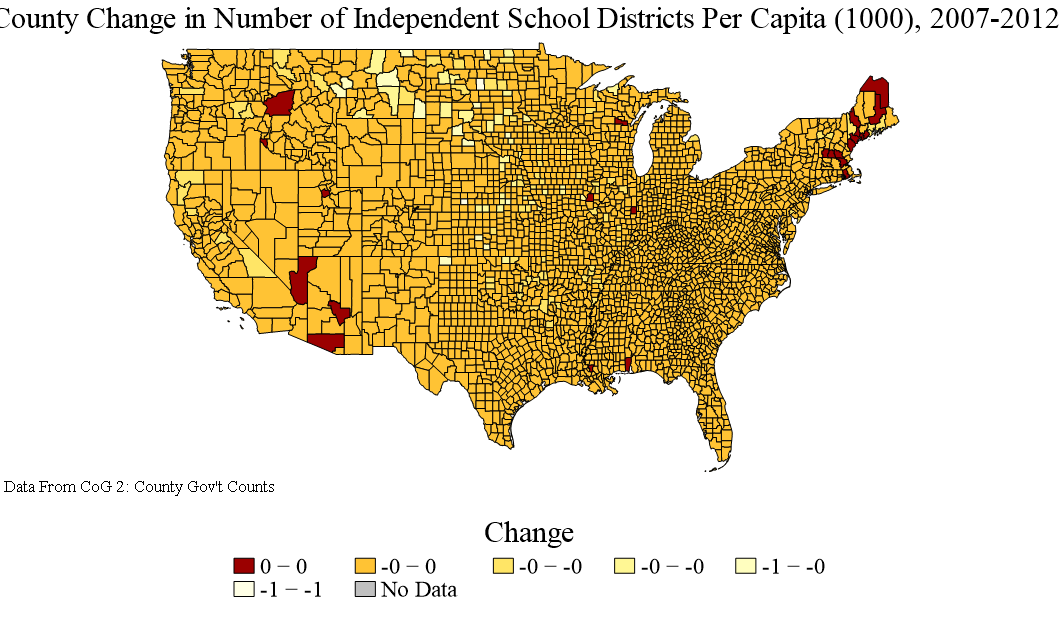 County Change in Number of Independent School Districts Per Capita (1000), 2007-2012
Data From CoG 2: County Gov't Counts
Change
0 − 0
-0 − 0
-0 − -0
-0 − -0
-1 − -0
-1 − -1
No Data